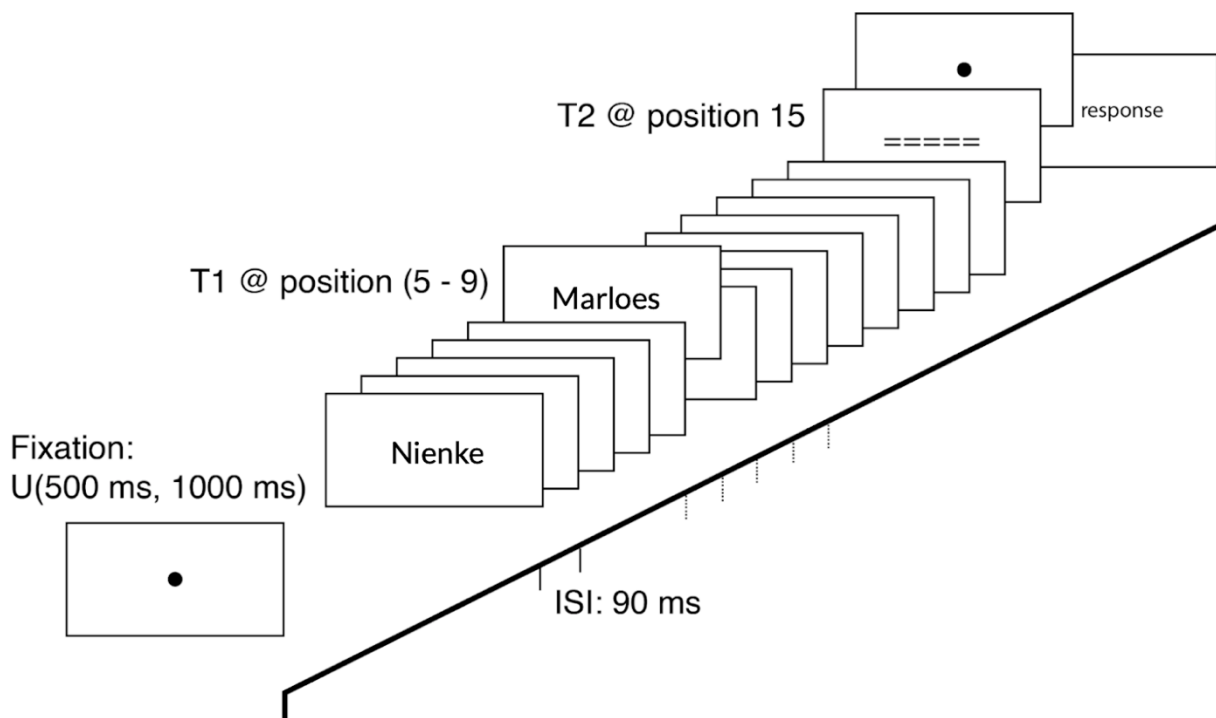 T2 @ position 15
response
=====
T1 @ position (5 - 9)
Marloes
Nienke
Fixation:
U(500 ms, 1000 ms)
ISI: 90 ms